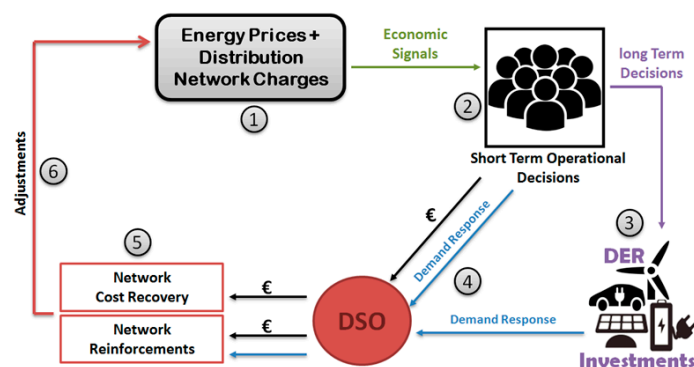 Energy Prices +
Distribution
Network Charges
1
Economic
Signals
2
long Term
Decisions
Short Term Operational
Decisions
3
DER
Investments
€
Demand Response
4
Demand Response
DSO
€
€
5
Network
Cost Recovery
Network
Reinforcements
6
Adjustments